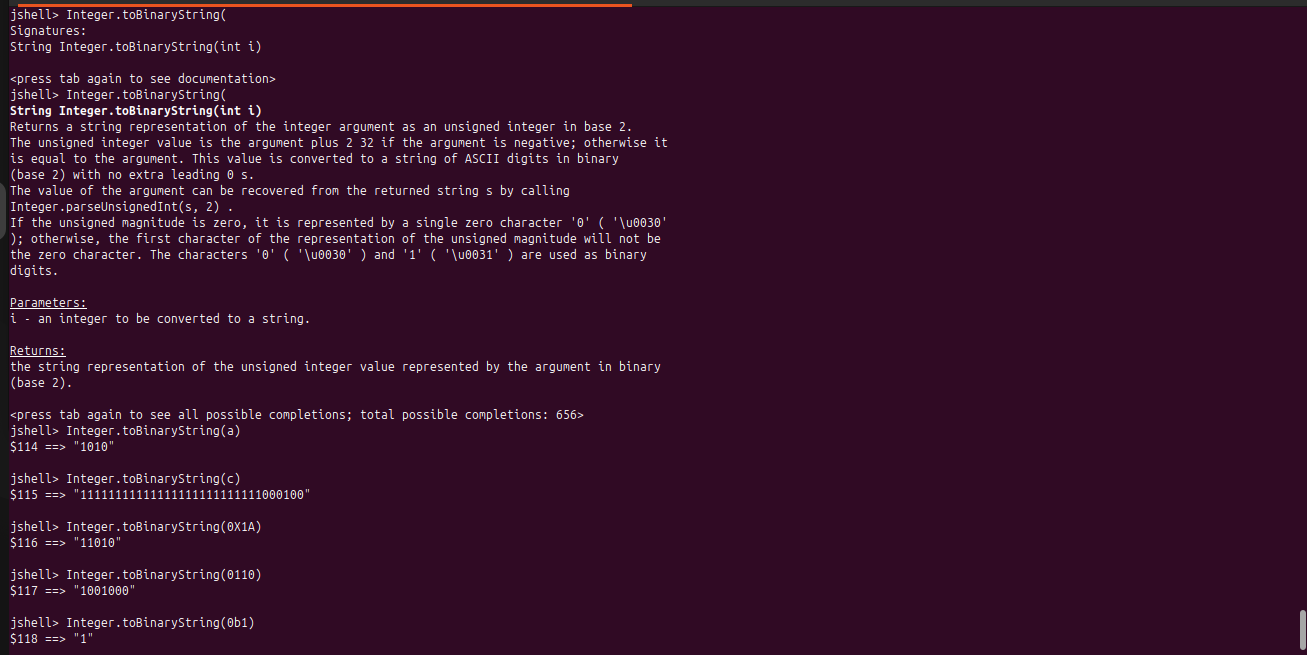 jshell> Integer.toBinaryString(
Signatures:
String Integer.toBinaryString(int i)
<press tab again to see documentation>
jshell> Integer.toBinaryString(
String Integer.toBinaryString(int i)
Returns a string representation of the integer argument as an unsigned integer in base 2.
The unsigned integer value is the argument plus 2 32 if the argument is negative; otherwise it
is equal to the argument. This value is converted to a string of ASCII digits in binary
(base 2) with no extra leading 0 s.
The value of the argument can be recovered from the returned string s by calling
Integer.parseUnsignedInt(s, 2) .
If the unsigned magnitude is zero, it is represented by a single zero character '0' ( '\u0030'
); otherwise, the first character of the representation of the unsigned magnitude will not be
the zero character. The characters '0' ( '\u0030' ) and '1' ( '\u0031' ) are used as binary
digits.
Parameters:
i - an integer to be converted to a string.
Returns:
the string representation of the unsigned integer value represented by the argument in binary
(base 2).
<press tab again to see all possible completions; total possible completions: 656>
jshell> Integer.toBinaryString(a)
$114 ==> "1010"
jshell> Integer.toBinaryString(c)
$115 ==> "11111111111111111111111111000100"
jshell> Integer.toBinaryString(0X1A)
$116 ==> "11010"
jshell> Integer.toBinaryString(0110)
$117 ==> "1001000"
jshell> Integer.toBinaryString(0b1)
$118 ==> "1"